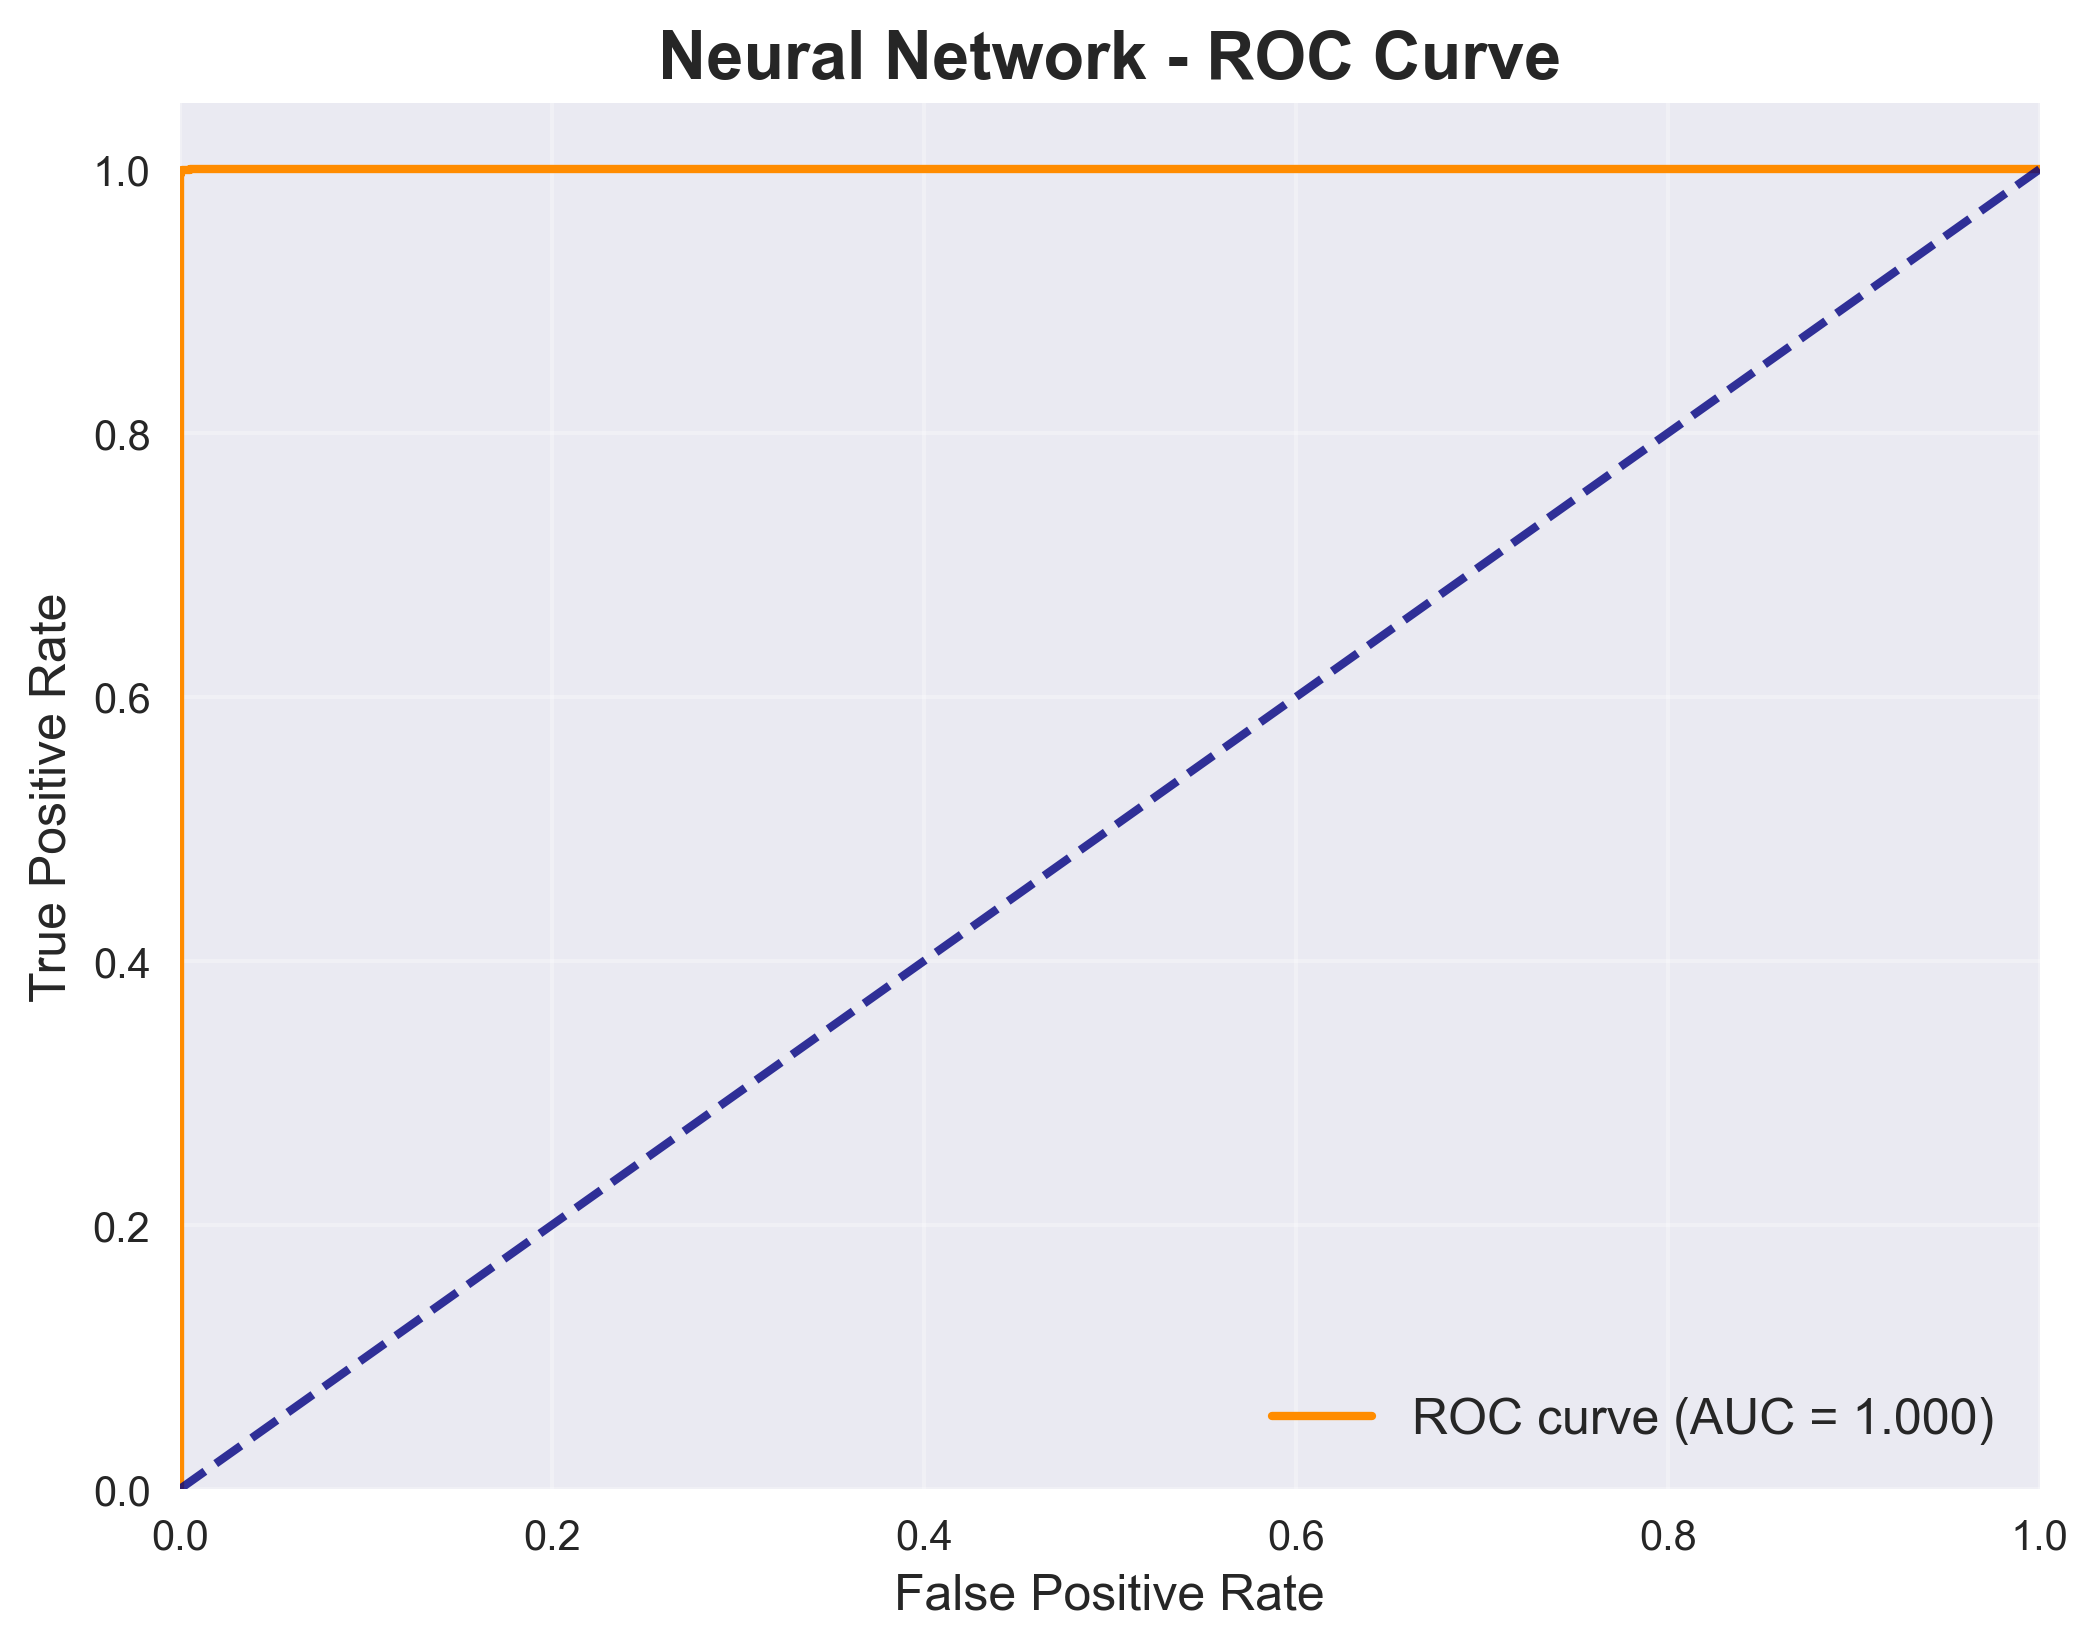 Neural Network - ROC Curve
True Positive Rate
1.0
0.8
0.6
0.4
0.2
0.0
ROC curve (AUC = 1.000)
0.0 0.2 0.4 0.6 0.8 1.0
False Positive Rate